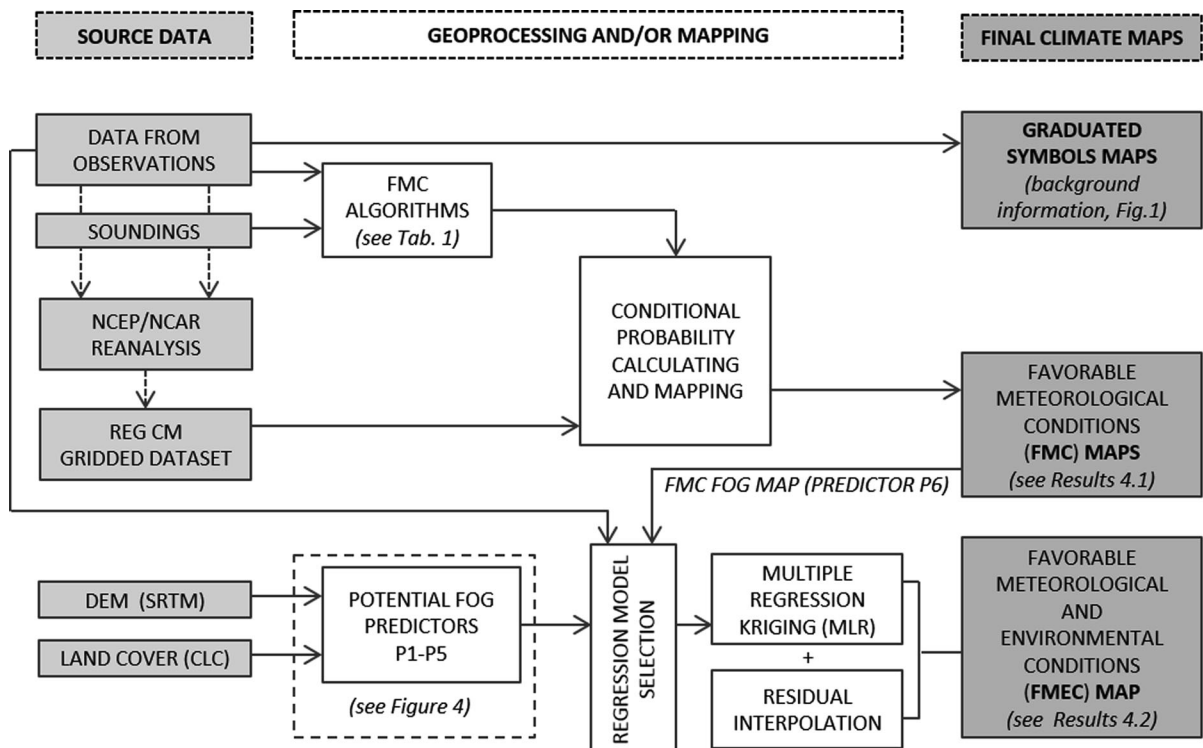 SOURCE DATA
GEOPROCESSING AND/OR MAPPING
FINAL CLIMATE MAPS
DATA FROM
OBSERVATIONS
SOUNDINGS
NCEP/NCAR
REANALYSIS
REG CM
GRIDDED DATASET
FMC
ALGORITHMS
(see Tab. 1)
CONDITIONAL
PROBABILITY
CALCULATING
AND MAPPING
GRADUATED
SYMBOLS MAPS
(background
information, Fig.1)
FAVORABLE
METEOROLOGICAL
CONDITIONS
(FMC) MAPS
(see Results 4.1)
FMC FOG MAP (PREDICTOR P6)
DEM (SRTM)
LAND COVER (CLC)
POTENTIAL FOG
PREDICTORS
P1-P5
(see Figure 4)
REGRESSION MODEL
SELECTION
MULTIPLE
REGRESSION
KRIGING (MLR)
+
RESIDUAL
INTERPOLATION
FAVORABLE
METEOROLOGICAL
AND
ENVIRONMENTAL
CONDITIONS
(FMEC) MAP
(see Results 4.2)